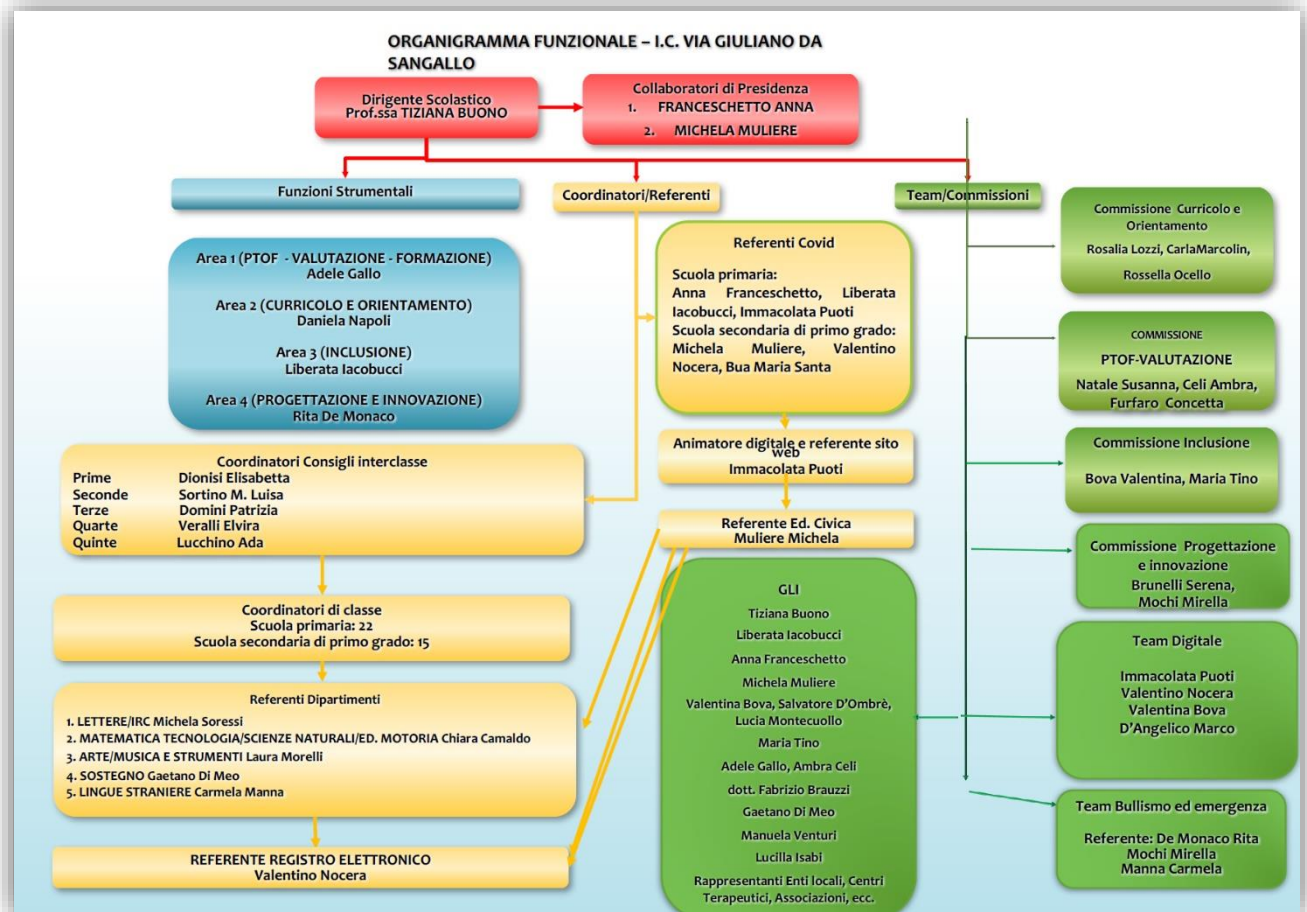 ORGANIGRAMMA FUNZIONALE – I.C. VIA GIULIANO DA
SANGALLO
Dirigente Scolastico
Prof.ssa TIZIANA BUONO
Collaboratori di Presidenza
1. FRANCESCHETTO ANNA
2. MICHELA MULIERE
Funzioni Strumentali
Coordinatori/Referenti
Team/Commissioni
Area 1 (PTOF - VALUTAZIONE - FORMAZIONE)
Adele Gallo
Area 2 (CURRICOLO E ORIENTAMENTO)
Daniela Napoli
Area 3 (INCLUSIONE)
Liberata Iacobucci
Area 4 (PROGETTAZIONE E INNOVAZIONE)
Rita De Monaco
Referenti Covid
Scuola primaria:
Anna Franceschetto, Liberata
Iacobucci, Immacolata Puoti
Scuola secondaria di primo grado:
Michela Muliere, Valentino
Nocera, Bua Maria Santa
Commissione Curricolo e
Orientamento
Rosalia Lozzi, CarlaMarcolin,
Rossella Ocello
COMMISSIONE
PTOF-VALUTAZIONE
Natale Susanna, Celi Ambra,
Furfaro Concetta
Commissione Inclusione
Bova Valentina, Maria Tino
Commissione Progettazione
e innovazione
Brunelli Serena,
Mochi Mirella
Team Digitale
Immacolata Puoti
Valentino Nocera
Valentina Bova
D'Angelico Marco
Team Bullismo ed emergenza
Referente: De Monaco Rita
Mochi Mirella
Manna Carmela
Coordinatori Consigli interclasse
Prime Dionisi Elisabetta
Seconde Sortino M. Luisa
Terze Domini Patrizia
Quarte Veralli Elvira
Quinte Lucchino Ada
Animatore digitale e referente sito
web
Immacolata Puoti
Referente Ed. Civica
Muliere Michela
Coordinatori di classe
Scuola primaria: 22
Scuola secondaria di primo grado: 15
Referenti Dipartimenti
1. LETTERE/IRC Michela Soressi
2. MATEMATICA TECNOLOGIA/SCIENZE NATURALI/ED. MOTORIA Chiara Camaldo
3. ARTE/MUSICA E STRUMENTI Laura Morelli
4. SOSTEGNO Gaetano Di Meo
5. LINGUE STRANIERE Carmela Manna
REFERENTE REGISTRO ELETTRONICO
Valentino Nocera
GLI
Tiziana Buono
Liberata Iacobucci
Anna Franceschetto
Michela Muliere
Valentina Bova, Salvatore D'Ombrè,
Lucia Montecuollo
Maria Tino
Adele Gallo, Ambra Celi
dott. Fabrizio Brauzzi
Gaetano Di Meo
Manuela Venturi
Lucilla Isabi
Rappresentanti Enti locali, Centri
Terapeutici, Associazioni, ecc.